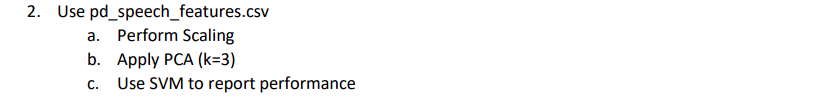 2. Use pd_speech_features.csv
a. Perform Scaling
b. Apply PCA (k=3)
c. Use SVM to report performance